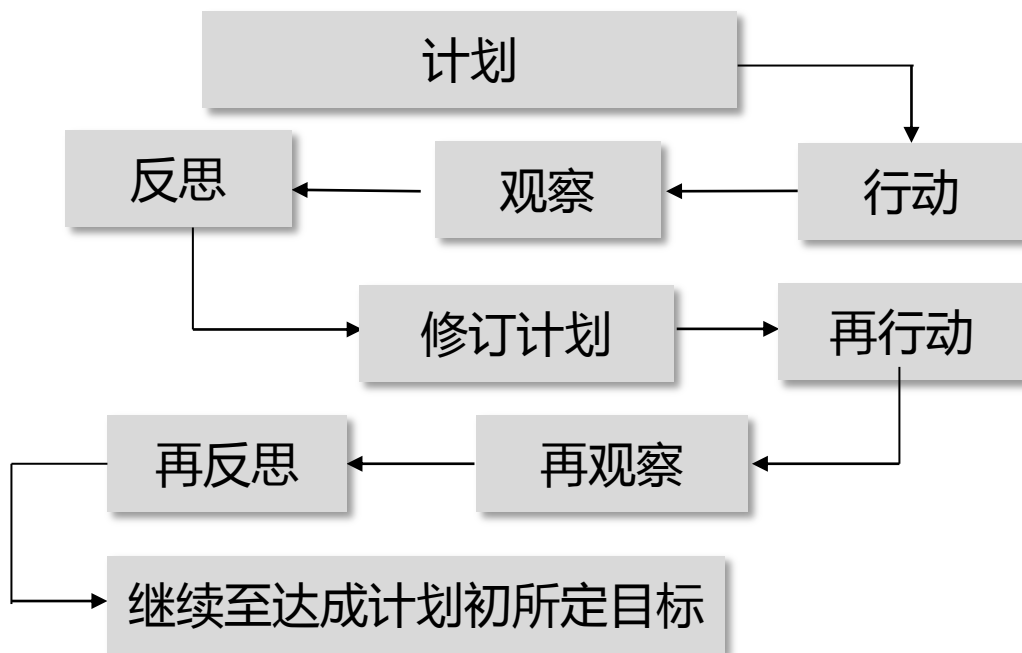 计划
反思
观察
行动
修订计划
再行动
再反思
再观察
继续至达成计划初所定目标